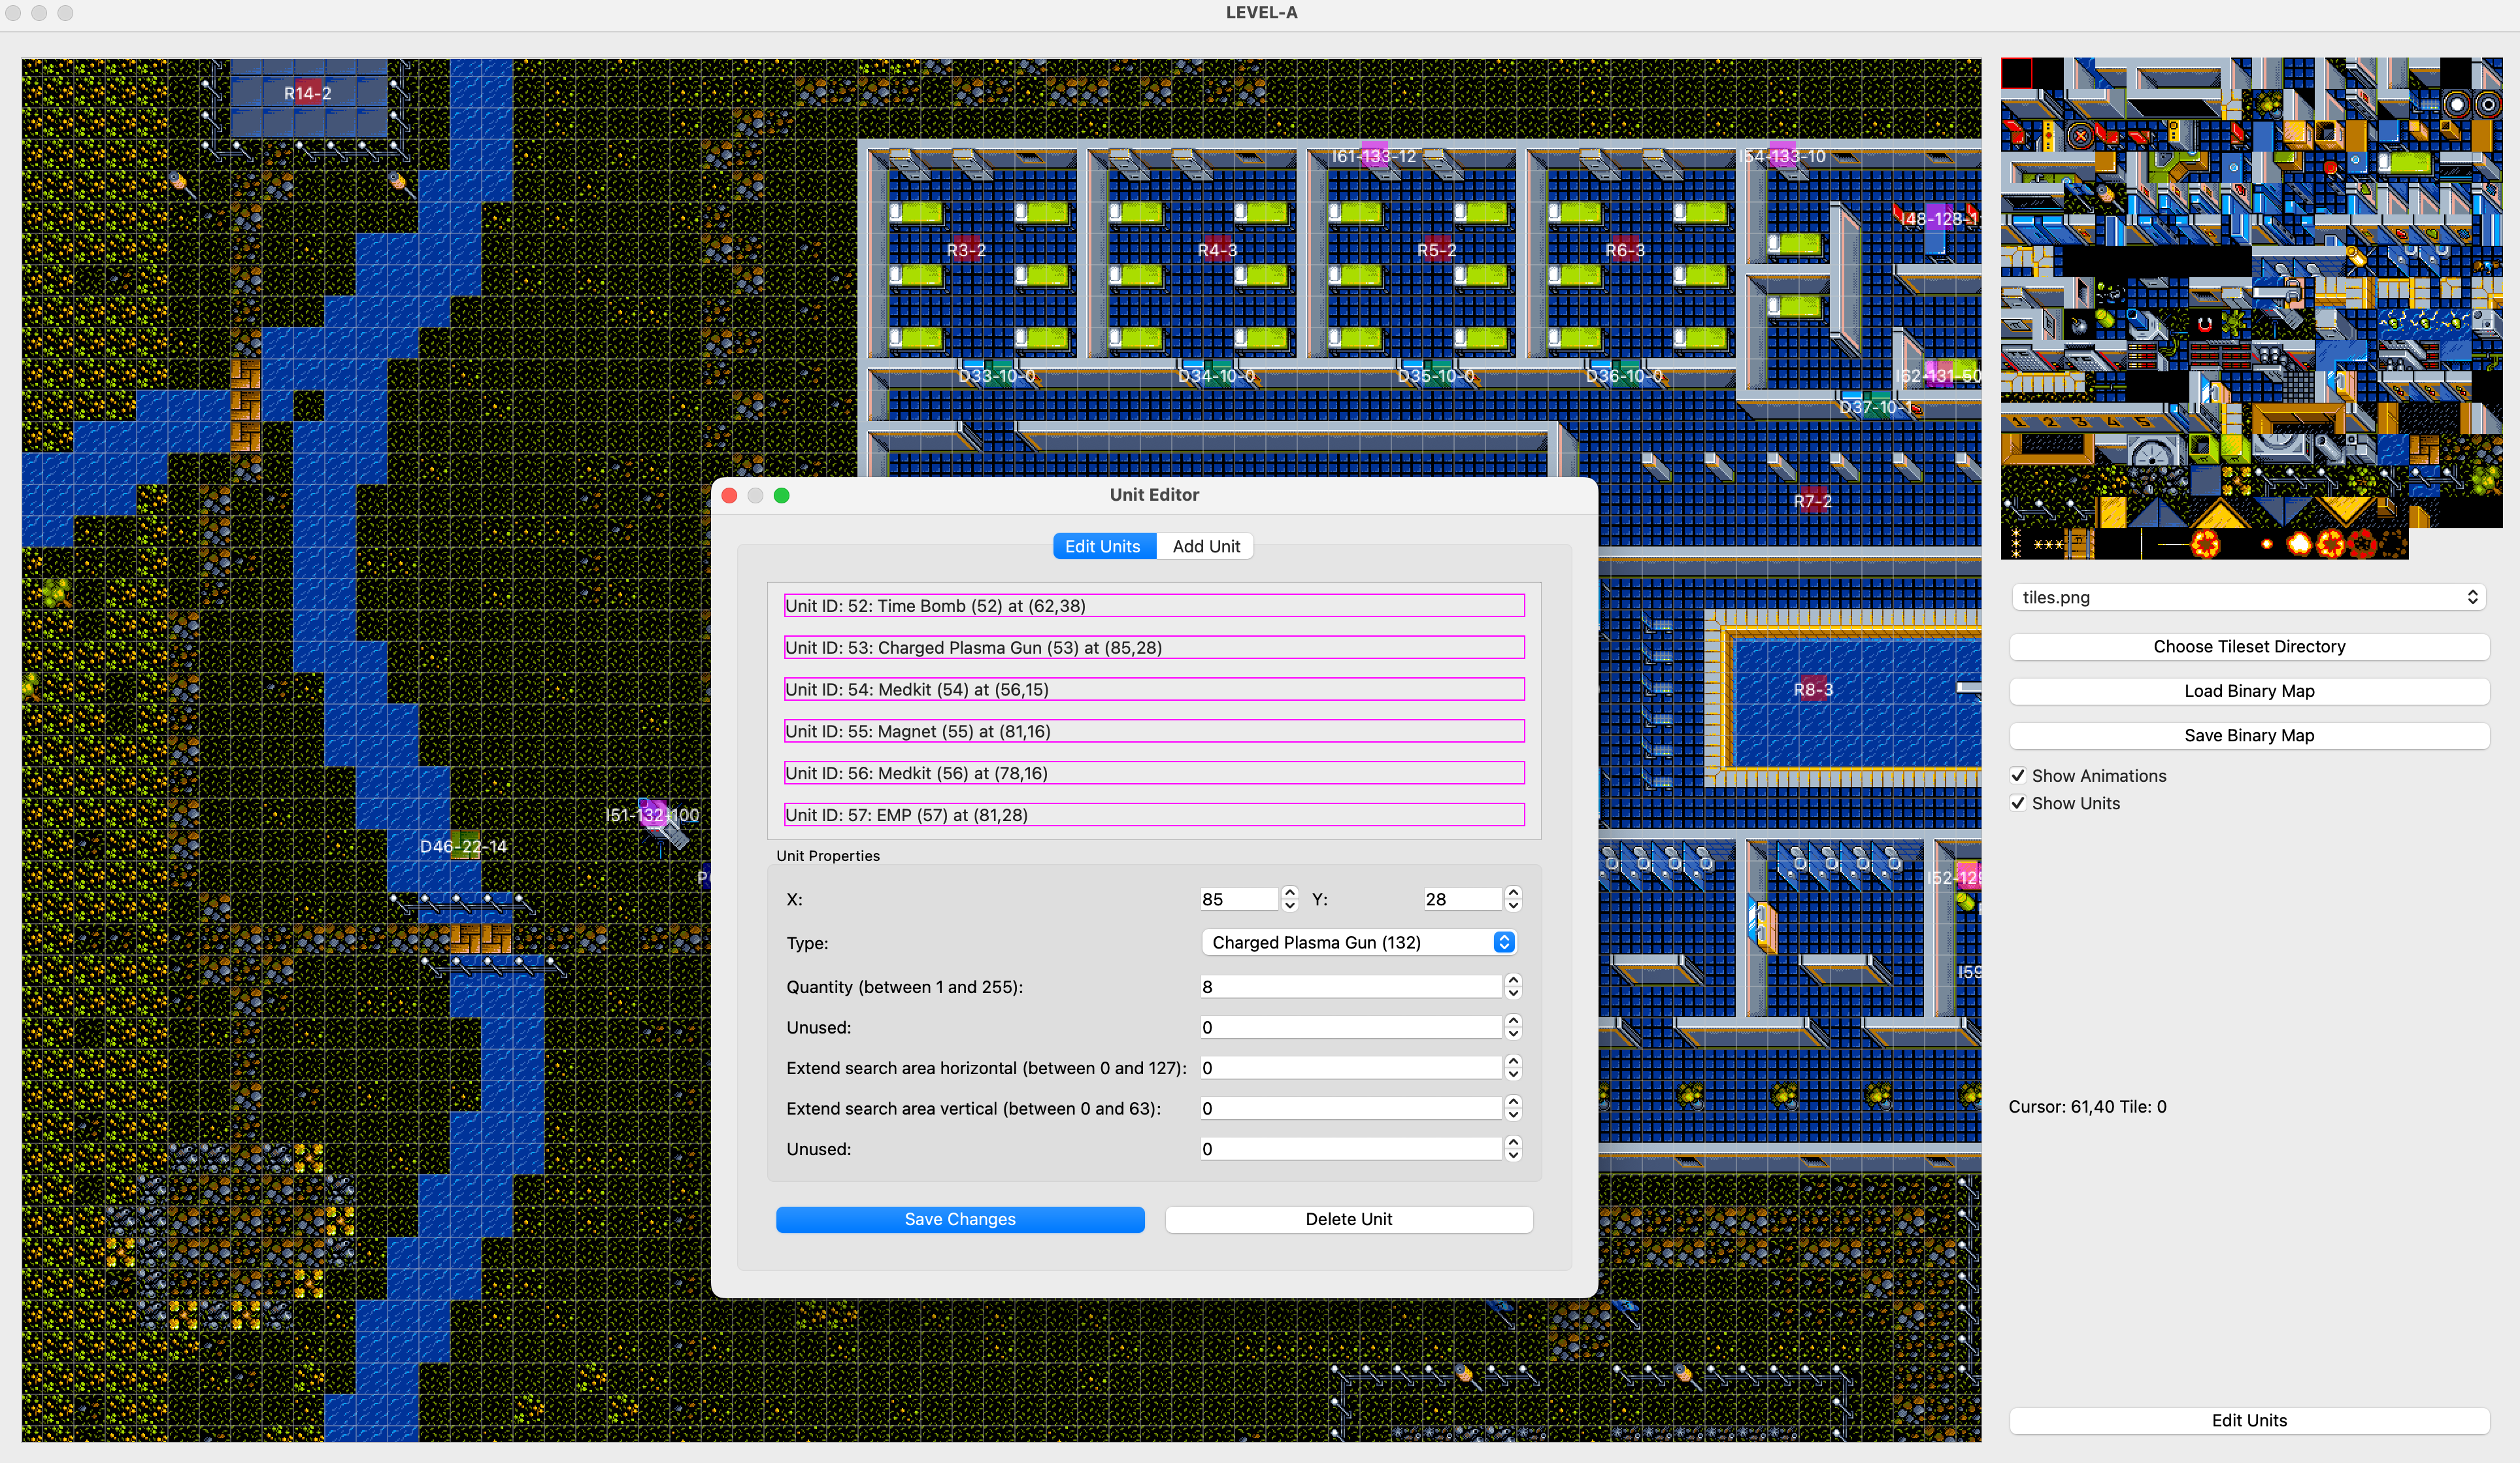 LEVEL-A
R14-2
I61-133-12
I54-133-10
I48-128-1
R3-2
R4-3
R5-2
R6-3
D33-10-0
D34-10-0
D35-10-0
D36-10-0
I62-131-50
D37-10-1
1 2 3 4 5
R7-2
Unit Editor
Edit Units
Add Unit
Unit ID: 52: Time Bomb (52) at (62,38)
Unit ID: 53: Charged Plasma Gun (53) at (85,28)
Unit ID: 54: Medkit (54) at (56,15)
Unit ID: 55: Magnet (55) at (81,16)
Unit ID: 56: Medkit (56) at (78,16)
Unit ID: 57: EMP (57) at (81,28)
R8-3
I51-132-100
D46-22-14
Unit Properties
X:
85
Y:
28
Type:
Charged Plasma Gun (132)
Quantity (between 1 and 255):
8
Unused:
0
Extend search area horizontal (between 0 and 127):
0
Extend search area vertical (between 0 and 63):
0
Unused:
0
Save Changes
Delete Unit
I52-129
I59
tiles.png
Choose Tileset Directory
Load Binary Map
Save Binary Map
Show Animations
Show Units
Cursor: 61,40 Tile: 0
Edit Units